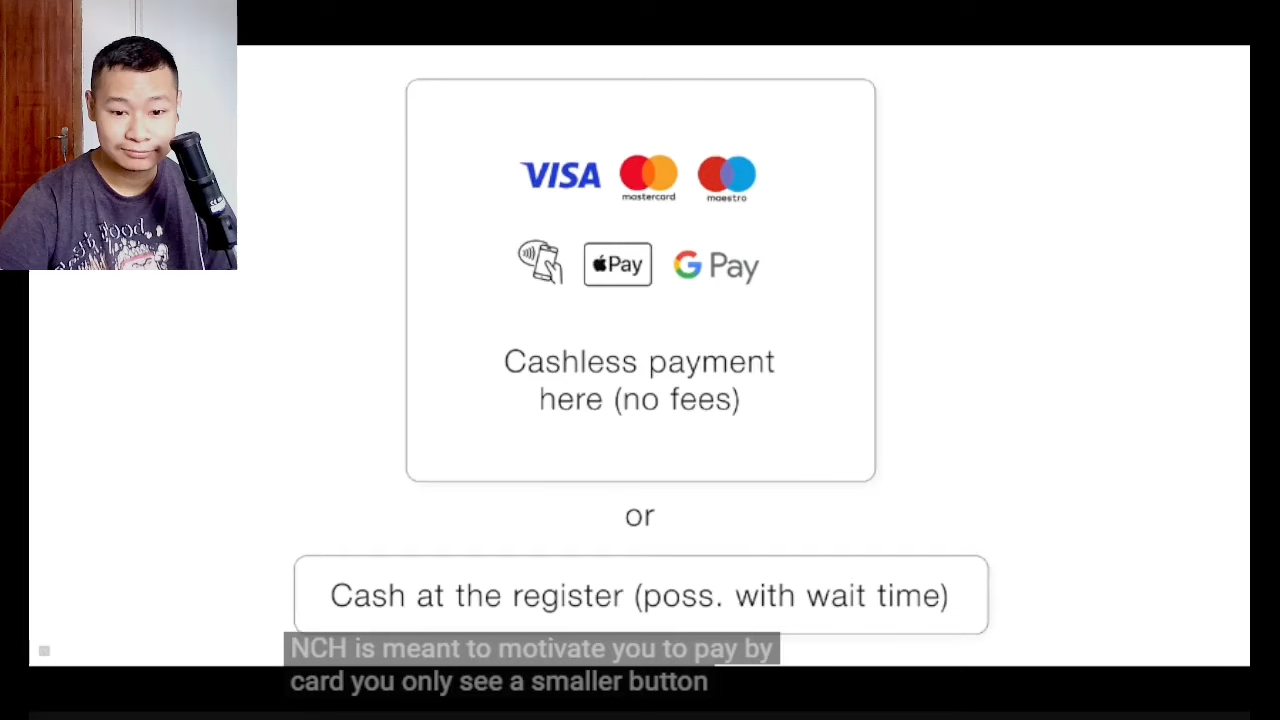 VISA
mastercard
maestro
Pay
G Pay
Cashless payment
here (no fees)
or
Cash at the register (poss. with wait time)
NCH is meant to motivate you to pay by
card you only see a smaller button